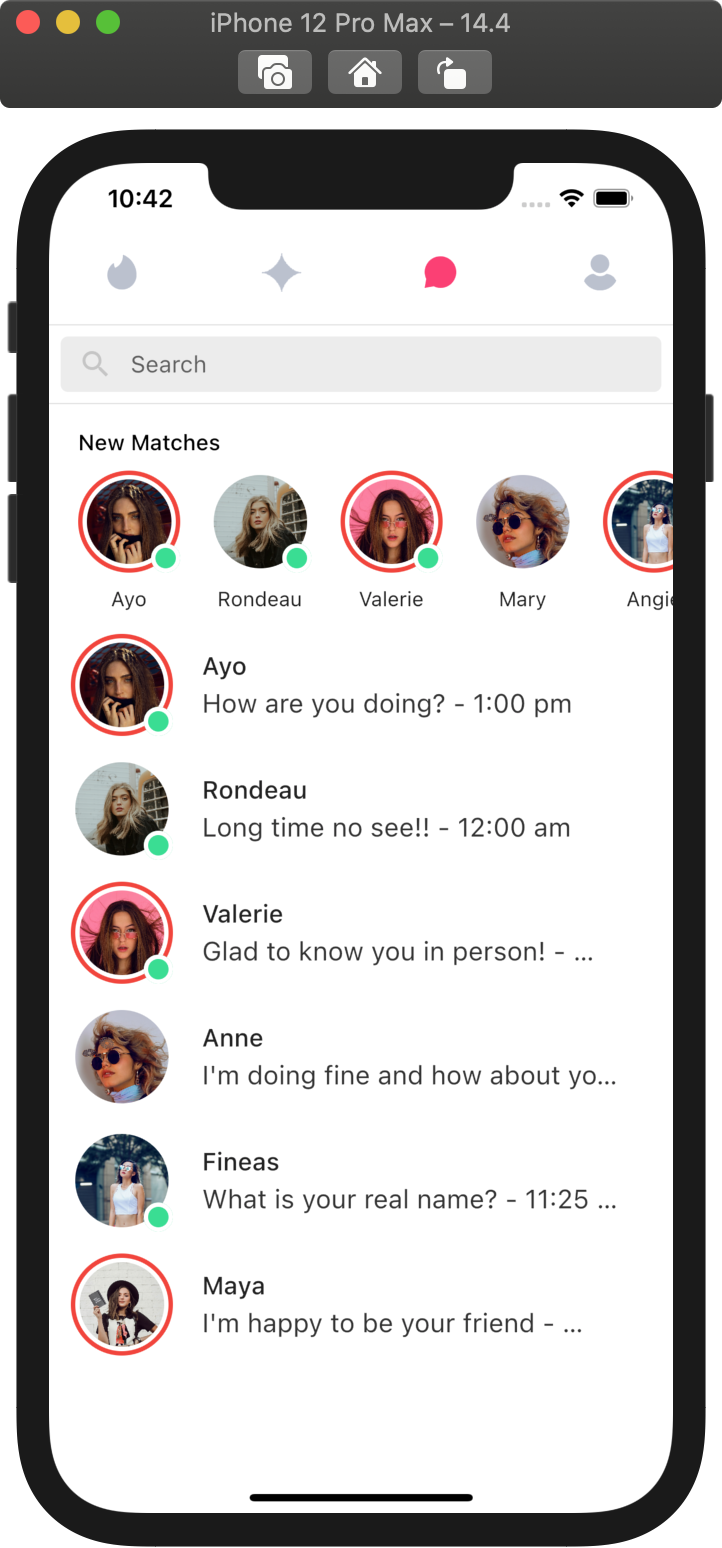 iPhone 12 Pro Max – 14.4
10:42
Search
New Matches
Ayo
Rondeau
Valerie
Mary
Angie
Ayo
How are you doing? - 1:00 pm
Rondeau
Long time no see!! - 12:00 am
Valerie
Glad to know you in person! - ...
Anne
I'm doing fine and how about yo...
Fineas
What is your real name? - 11:25 ...
Maya
I'm happy to be your friend - ...